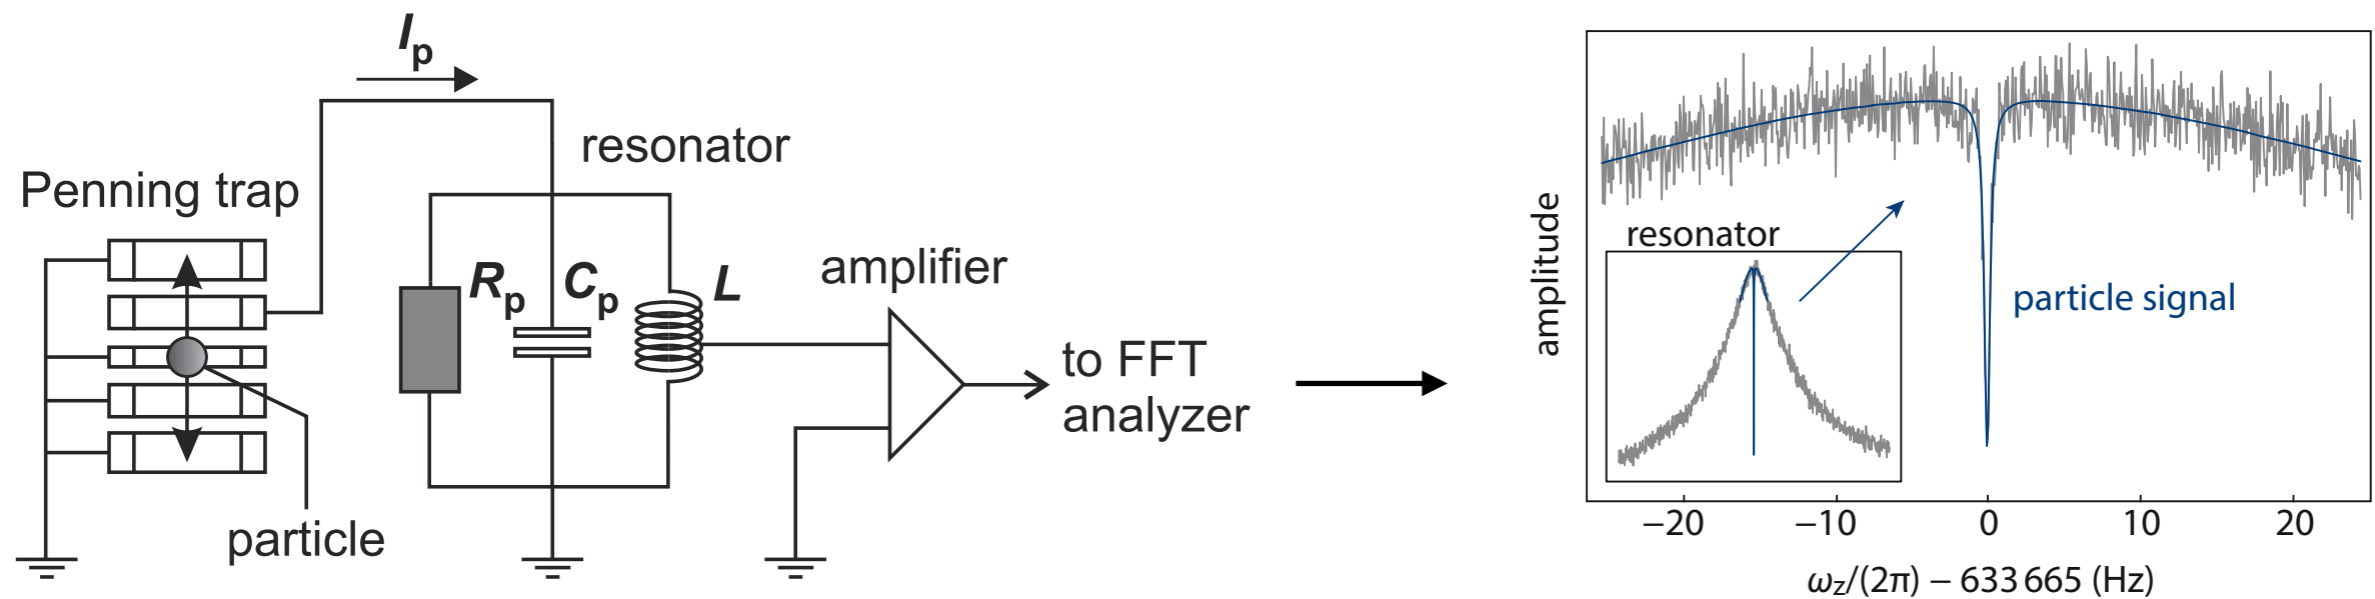 I_p
resonator
Penning trap
R_p
C_p
L
amplifier
to FFT
analyzer
particle
amplitude
resonator
particle signal
−20
−10
0
10
20
ω_z/(2π) − 633 665 (Hz)